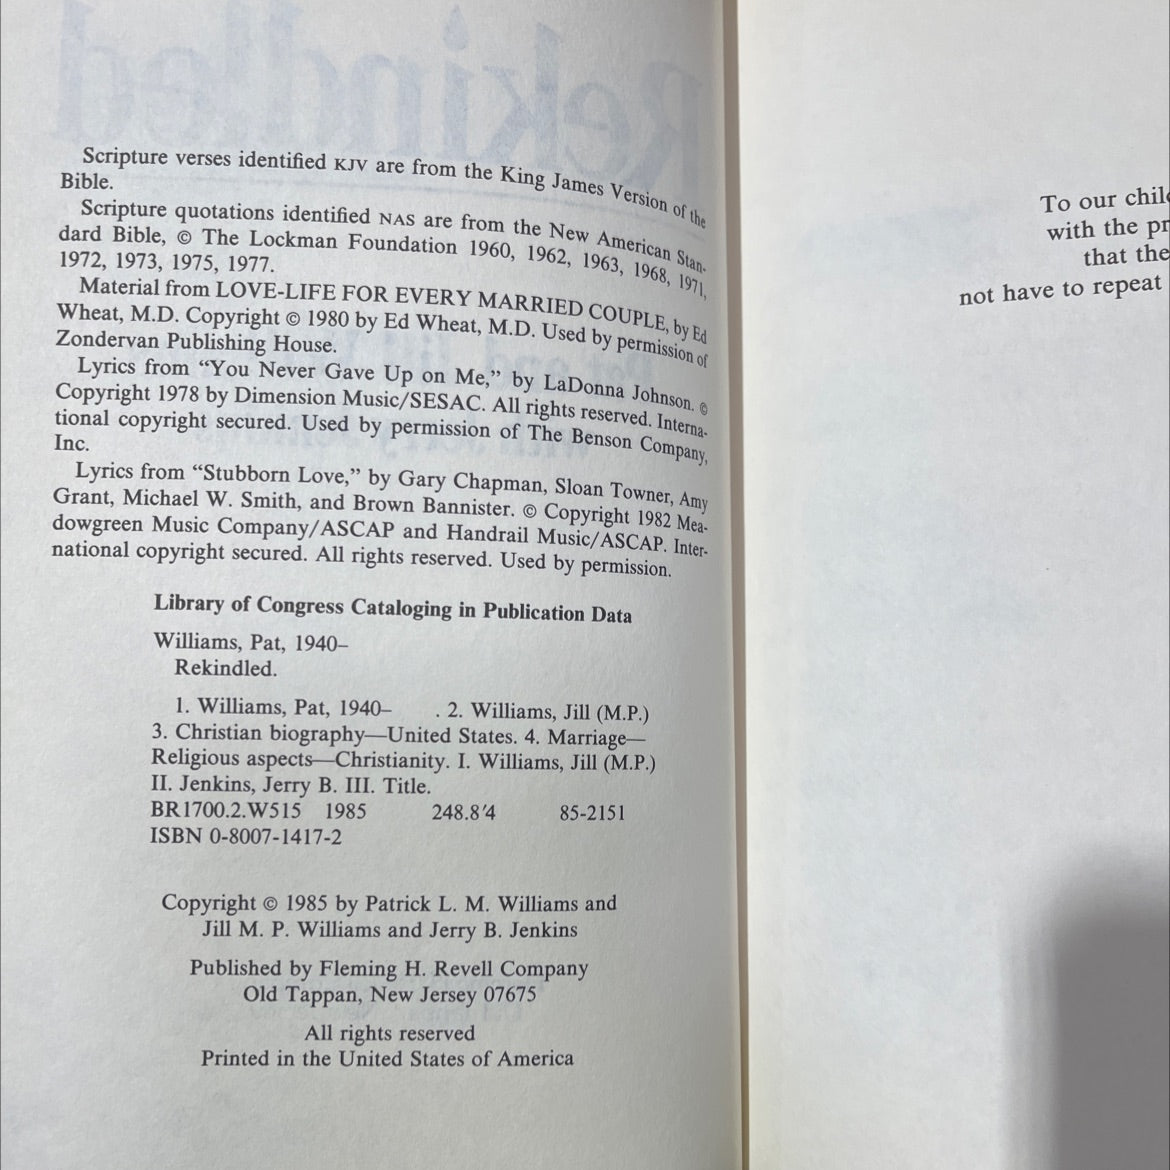 Rekindled
Scripture verses identified KJV are from the King James Version of the
Bible.
Scripture quotations identified NAS are from the New American Stan-
dard Bible, © The Lockman Foundation 1960, 1962, 1963, 1968, 1971,
1972, 1973, 1975, 1977.
Material from LOVE-LIFE FOR EVERY MARRIED COUPLE, by Ed
Wheat, M.D. Copyright © 1980 by Ed Wheat, M.D. Used by permission of
Zondervan Publishing House.
Lyrics from “You Never Gave Up on Me,” by LaDonna Johnson. ©
Copyright 1978 by Dimension Music/SESAC. All rights reserved. Interna-
tional copyright secured. Used by permission of The Benson Company,
Inc.
Lyrics from “Stubborn Love,” by Gary Chapman, Sloan Towner, Amy
Grant, Michael W. Smith, and Brown Bannister. © Copyright 1982 Mea-
dowgreen Music Company/ASCAP and Handrail Music/ASCAP. Inter-
national copyright secured. All rights reserved. Used by permission.
Library of Congress Cataloging in Publication Data
Williams, Pat, 1940–
Rekindled.
1. Williams, Pat, 1940– . 2. Williams, Jill (M.P.)
3. Christian biography—United States. 4. Marriage—
Religious aspects—Christianity. I. Williams, Jill (M.P.)
II. Jenkins, Jerry B. III. Title.
BR1700.2.W515 1985 248.8′4 85-2151
ISBN 0-8007-1417-2
Copyright © 1985 by Patrick L. M. Williams and
Jill M. P. Williams and Jerry B. Jenkins
Published by Fleming H. Revell Company
Old Tappan, New Jersey 07675
All rights reserved
Printed in the United States of America
To our chil
with the pr
that the
not have to repeat